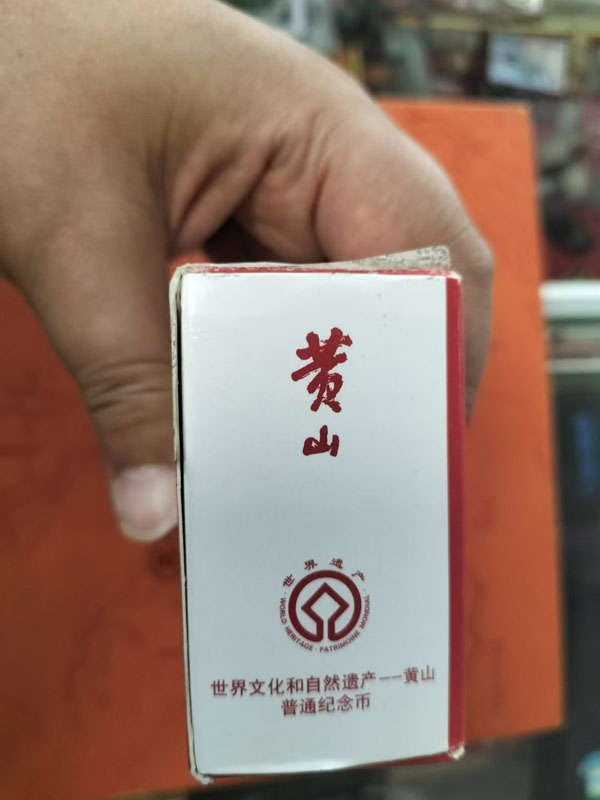 黄
山
世界遗产
· WORLD HERITAGE · PATRIMOINE MONDIAL ·
世界文化和自然遗产--黄山
普通纪念币